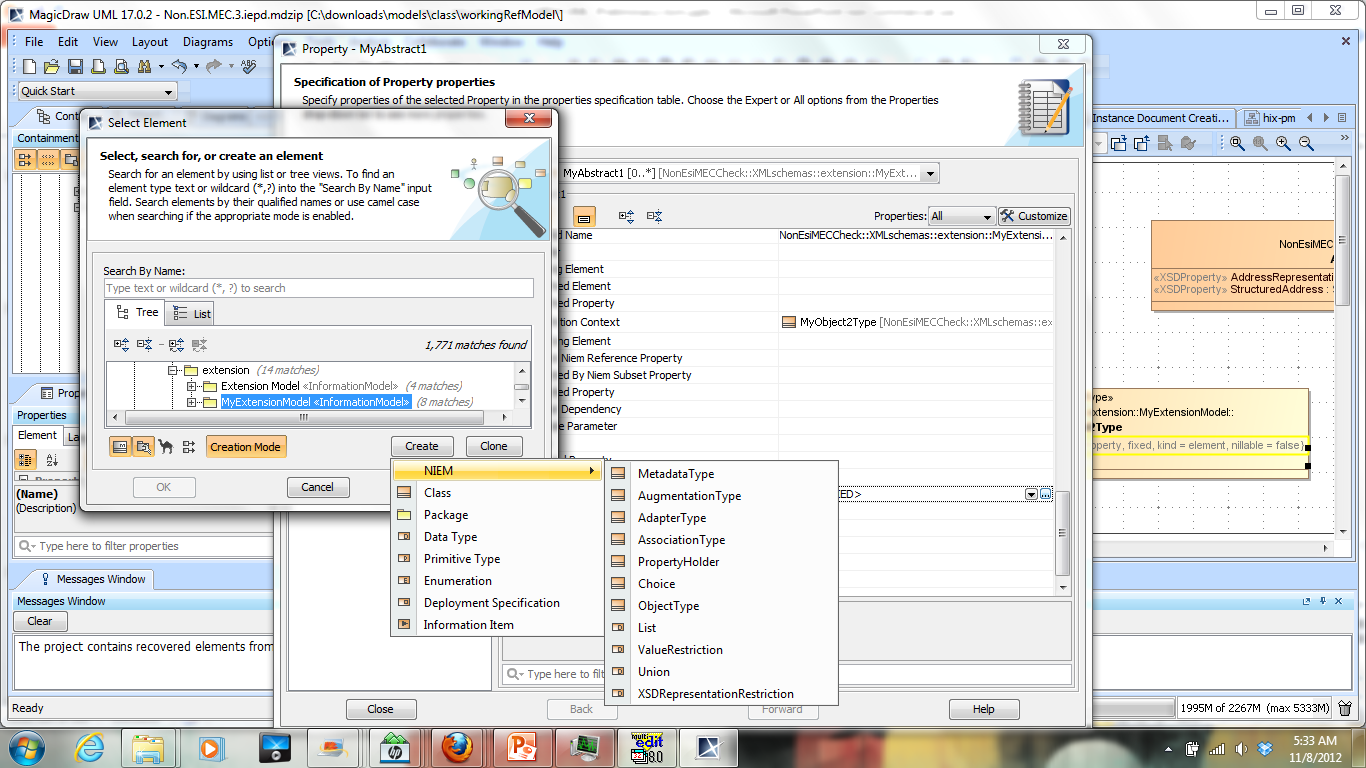 MagicDraw UML 17.0.2 - Non.ESI.MEC.3.iepd.mdzip [C:\downloads\models\class\workingRefModel\]
File Edit View Layout Diagrams
Quick Start
Containment
Property - MyAbstract1
Specification of Property properties
Specify properties of the selected Property in the properties specification table. Choose the Expert or All options from the Properties
MyAbstract1 [0..*] [NonEsiMECCheck::XMLschemas::extension::MyExt...
Properties: All Customize
Name NonEsiMECCheck::XMLschemas::extension::MyExtensi...
Element
Element
Property
Context MyObject2Type [NonEsiMECCheck::XMLschemas::ex
Element
Niem Reference Property
By Niem Subset Property
Property
Dependency
Parameter
Select Element
Select, search for, or create an element
Search for an element by using list or tree views. To find an
element type text or wildcard (*,?) into the "Search By Name" input
field. Search elements by their qualified names or use camel case
when searching if the appropriate mode is enabled.
Search By Name:
Type text or wildcard (*, ?) to search
Tree List
1,771 matches found
extension (14 matches)
Extension Model «InformationModel» (4 matches)
MyExtensionModel «InformationModel» (8 matches)
Creation Mode Create Clone
OK Cancel
NIEM
Class
Package
Data Type
Primitive Type
Enumeration
Deployment Specification
Information Item
MetadataType
AugmentationType
AdapterType
AssociationType
PropertyHolder
Choice
ObjectType
List
ValueRestriction
Union
XSDRepresentationRestriction
Close Back Forward Help
Instance Document Creati... hix-pm
NonEsiMEC
«XSDProperty» AddressRepresentati
«XSDProperty» StructuredAddress : S
ype»
xtension::MyExtensionModel::
2Type
operty, fixed, kind = element, nillable = false}
Properties
Element
(Name)
(Description)
Type here to filter properties
Messages Window
Messages Window
Clear
The project contains recovered elements from
Ready
1995M of 2267M (max 5333M)
multi edit 8.0
5:33 AM
11/8/2012